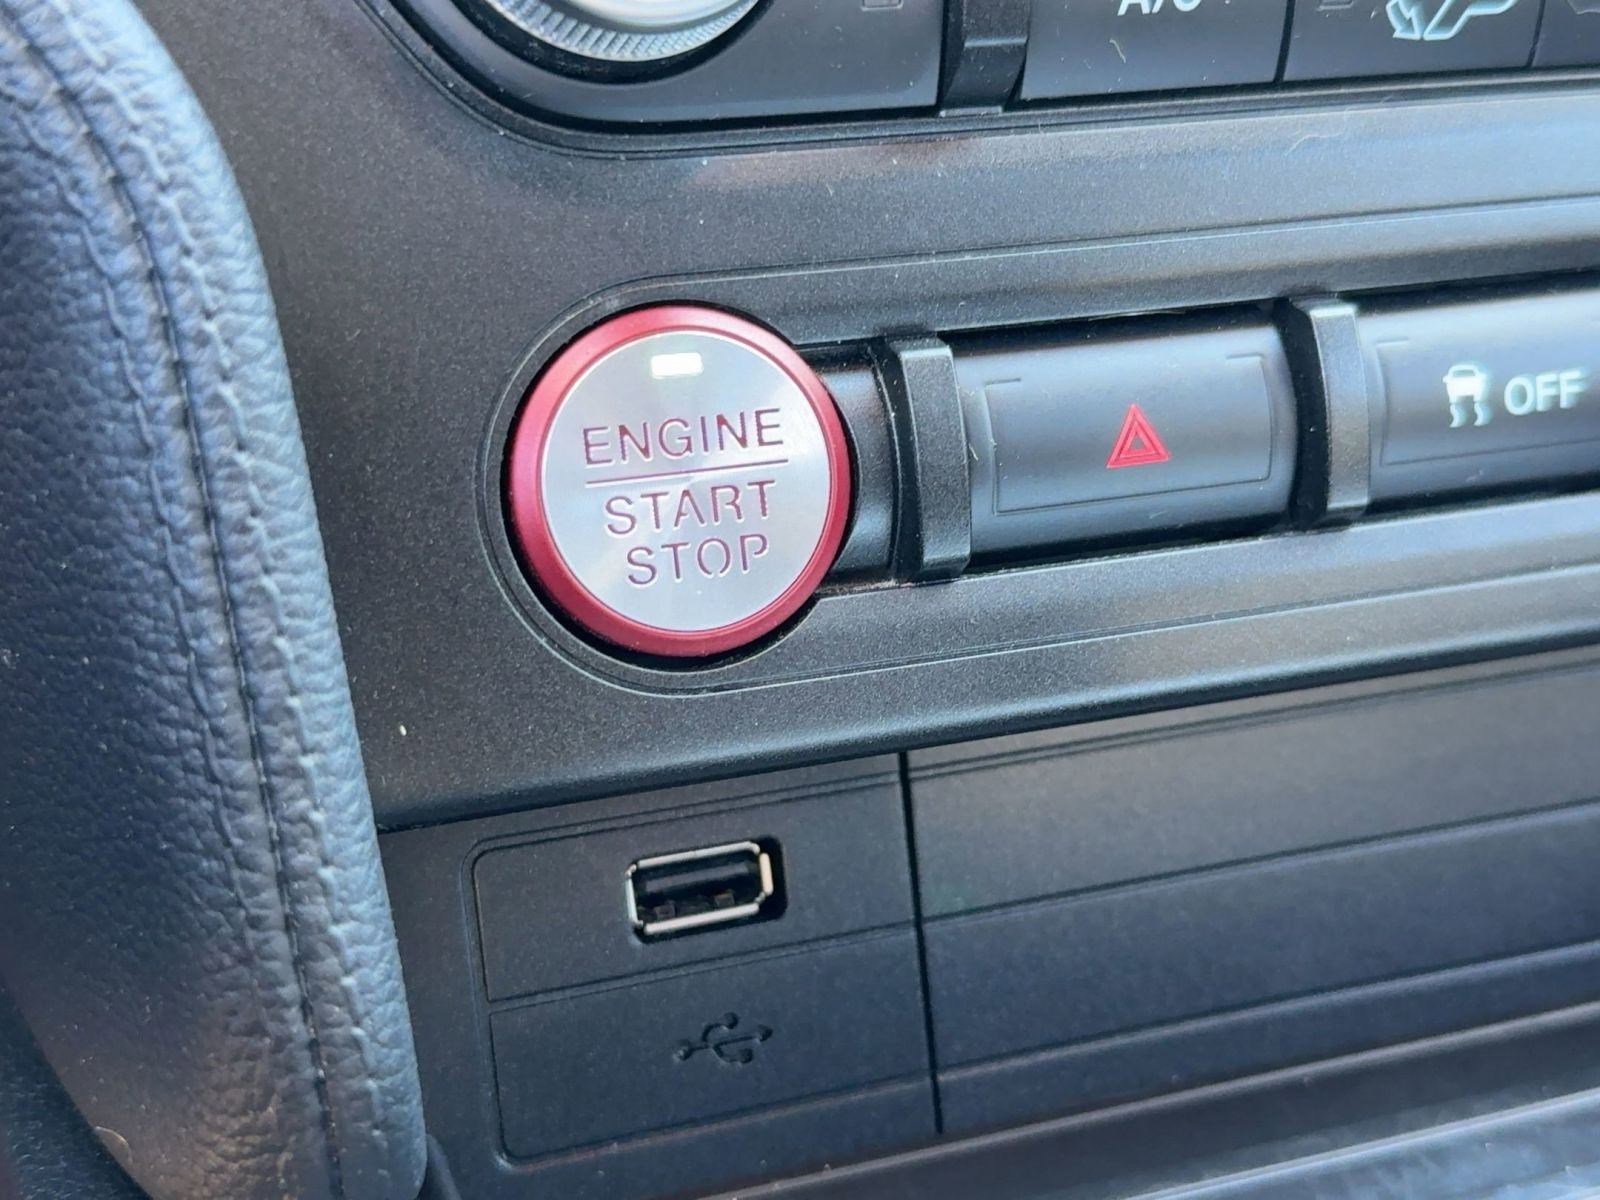 A/C
ENGINE
START
STOP
OFF